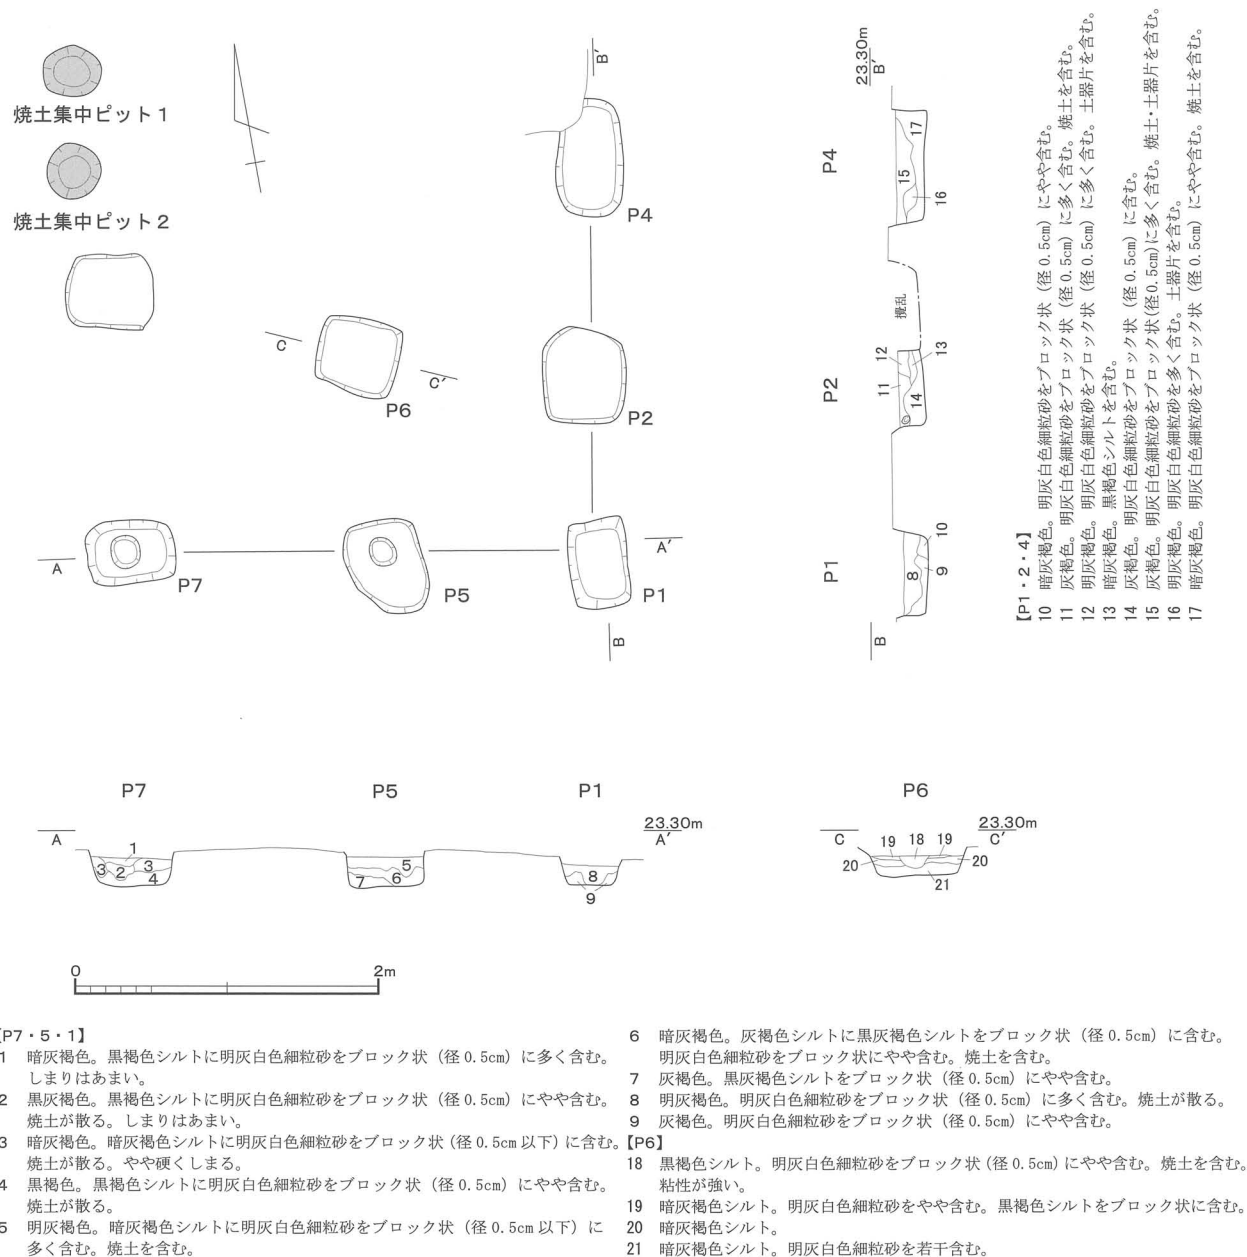 焼土集中ピット1
焼土集中ピット2
B′
P4
C
C′
P6
P2
A
P7
P5
A′
P1
B
23.30m
B′
P4
17
15
16
撹乱
P2
12
13
11
14
P1
10
9
8
B
【P1・2・4】
10 暗灰褐色。明灰白色細粒砂をブロック状（径0.5cm）にやや含む。
11 灰褐色。明灰白色細粒砂をブロック状（径0.5cm）に多く含む。焼土を含む。
12 明灰褐色。明灰白色細粒砂をブロック状（径0.5cm）に多く含む。土器片を含む。
13 暗灰褐色。黒褐色シルトを含む。
14 灰褐色。明灰白色細粒砂をブロック状（径0.5cm）に含む。
15 灰褐色。明灰白色細粒砂をブロック状(径0.5cm)に多く含む。焼土・土器片を含む。
16 明灰褐色。明灰白色細粒砂を多く含む。土器片を含む。
17 暗灰褐色。明灰白色細粒砂をブロック状（径0.5cm）にやや含む。焼土を含む。
P7
P5
P1
A
23.30m
A′
1
3 2 3
4
5
7 6
8
9
P6
C
23.30m
C′
19 18 19
20
20
21
0
2m
【P7・5・1】
1 暗灰褐色。黒褐色シルトに明灰白色細粒砂をブロック状（径0.5cm）に多く含む。
しまりはあまい。
2 黒灰褐色。黒褐色シルトに明灰白色細粒砂をブロック状（径0.5cm）にやや含む。
焼土が散る。しまりはあまい。
3 暗灰褐色。暗灰褐色シルトに明灰白色細粒砂をブロック状（径0.5cm以下）に含む。
焼土が散る。やや硬くしまる。
4 黒褐色。黒褐色シルトに明灰白色細粒砂をブロック状（径0.5cm）にやや含む。
焼土が散る。
5 明灰褐色。暗灰褐色シルトに明灰白色細粒砂をブロック状（径0.5cm以下）に
多く含む。焼土を含む。
6 暗灰褐色。灰褐色シルトに黒灰褐色シルトをブロック状（径0.5cm）に含む。
明灰白色細粒砂をブロック状にやや含む。焼土を含む。
7 灰褐色。黒灰褐色シルトをブロック状（径0.5cm）にやや含む。
8 明灰褐色。明灰白色細粒砂をブロック状（径0.5cm）に多く含む。焼土が散る。
9 灰褐色。明灰白色細粒砂をブロック状（径0.5cm）にやや含む。
【P6】
18 黒褐色シルト。明灰白色細粒砂をブロック状（径0.5cm）にやや含む。焼土を含む。
粘性が強い。
19 暗灰褐色シルト。明灰白色細粒砂をやや含む。黒褐色シルトをブロック状に含む。
20 暗灰褐色シルト。
21 暗灰褐色シルト。明灰白色細粒砂を若干含む。